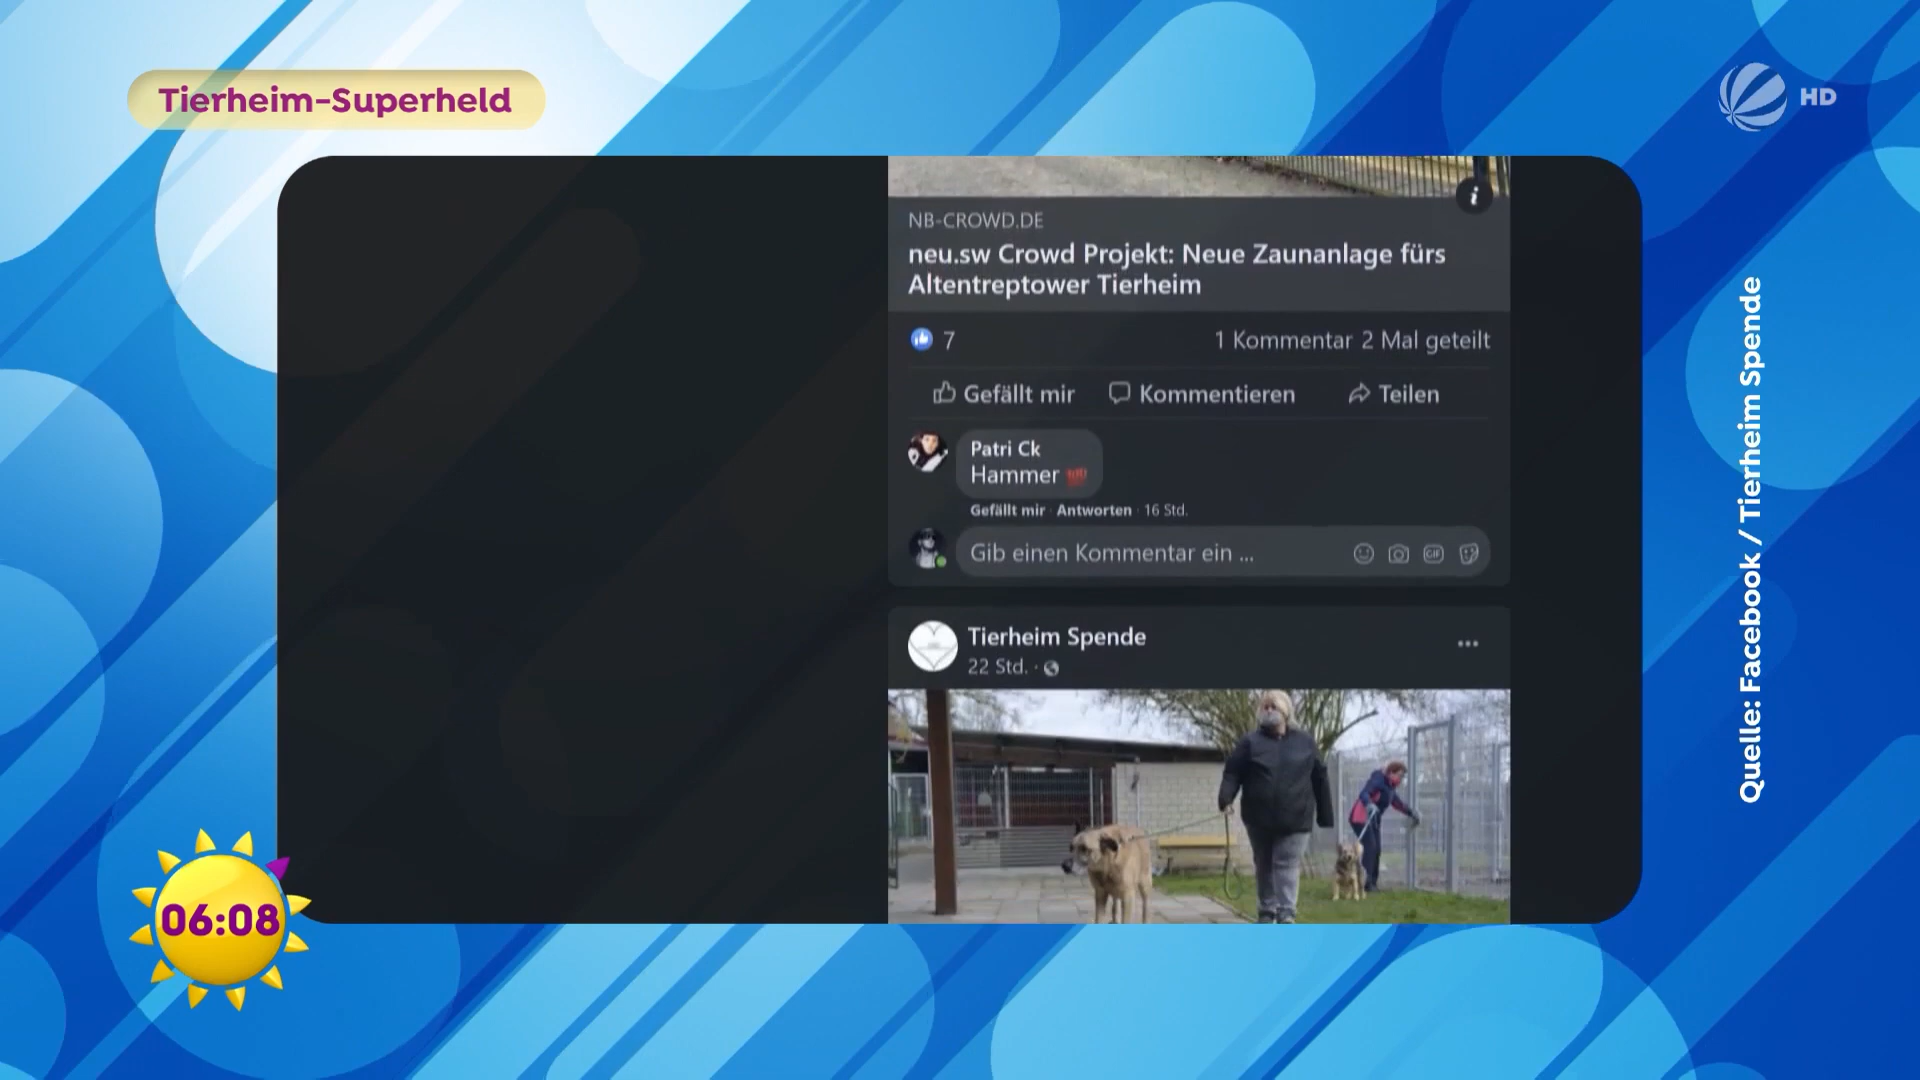 Tierheim-Superheld
HD
NB-CROWD.DE
neu.sw Crowd Projekt: Neue Zaunanlage fürs
Altentreptower Tierheim
7
1 Kommentar 2 Mal geteilt
Gefällt mir
Kommentieren
Teilen
Patri Ck
Hammer 💯
Gefällt mir · Antworten · 16 Std.
Gib einen Kommentar ein ...
GIF
Tierheim Spende
22 Std. ·
Quelle: Facebook / Tierheim Spende
06:08